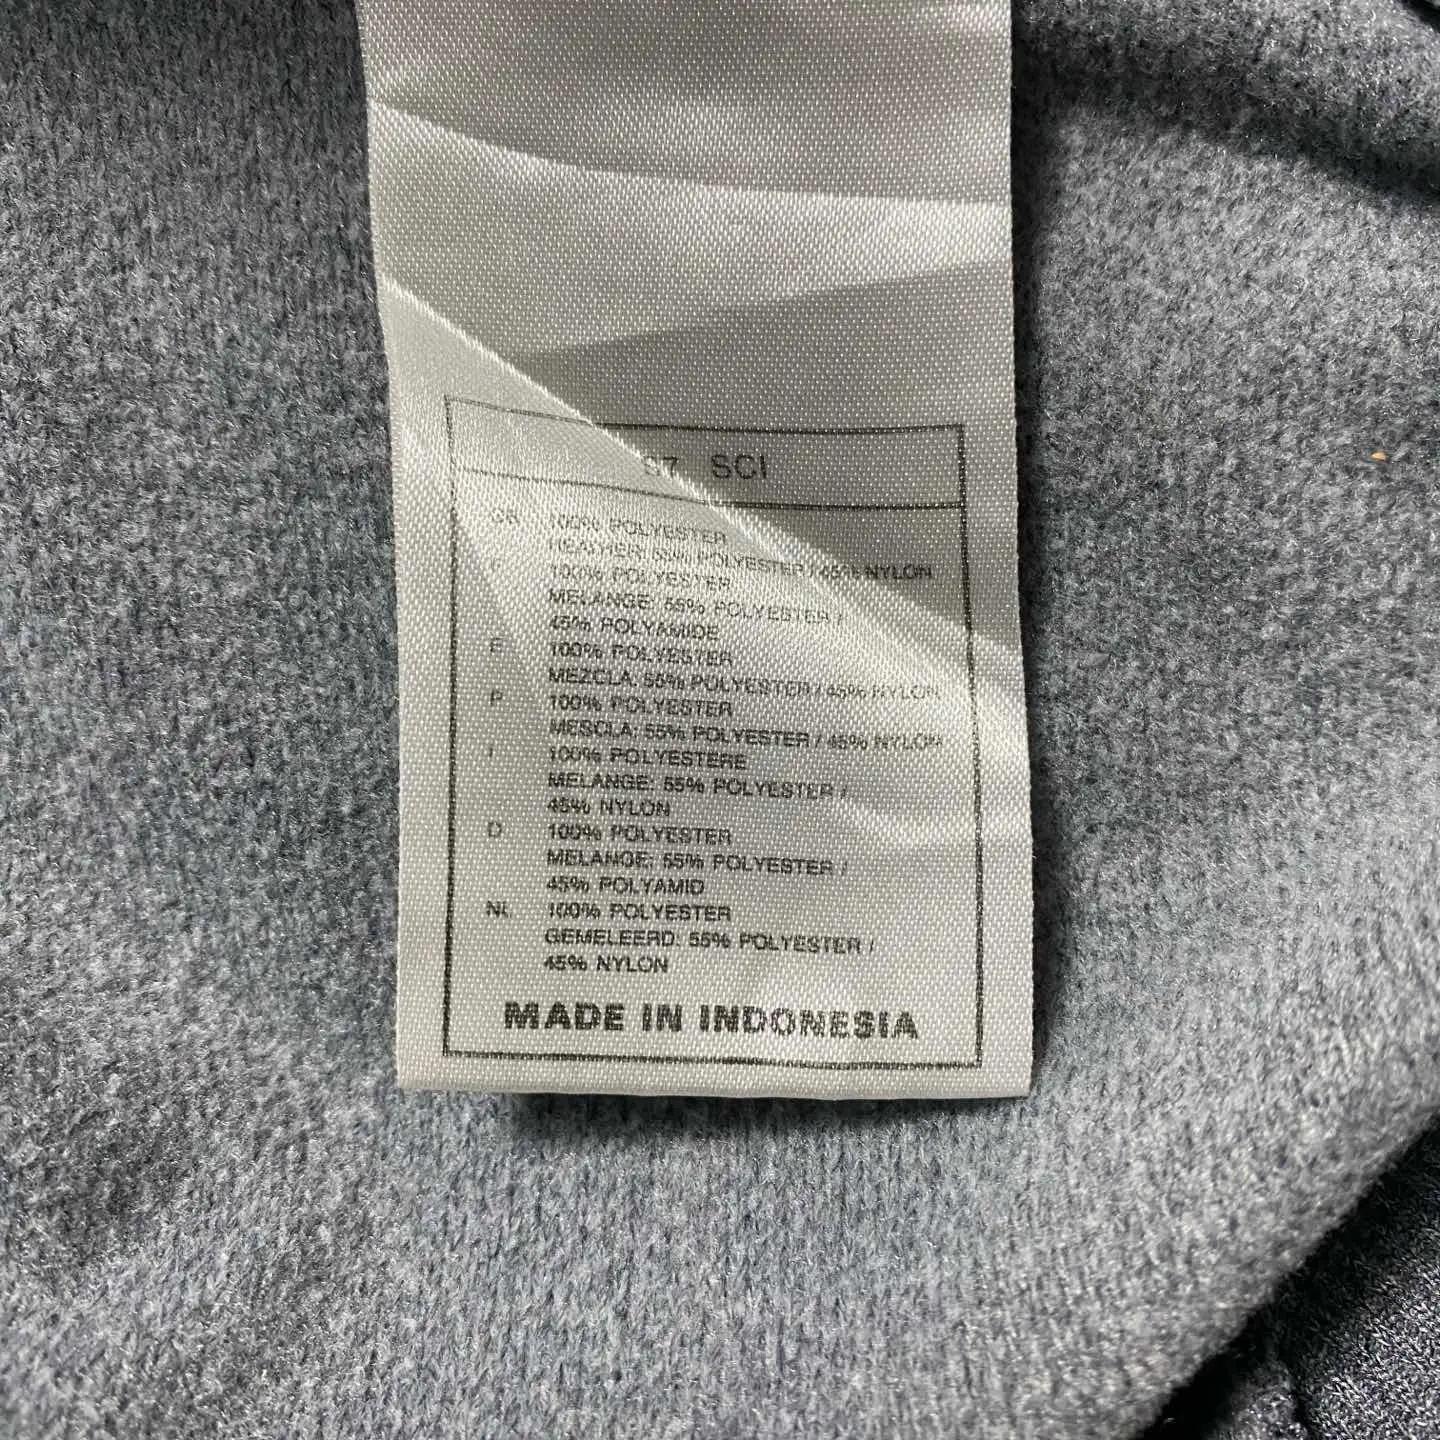 SCI
GB 100% POLYESTER
HEATHER: 55% POLYESTER / 45% NYLON
F 100% POLYESTER
MELANGE: 55% POLYESTER /
45% POLYAMIDE
E 100% POLYESTER
MEZCLA: 55% POLYESTER / 45% NYLON
P 100% POLYESTER
MESCLA: 55% POLYESTER / 45% NYLON
I 100% POLYESTERE
MELANGE: 55% POLYESTER /
45% NYLON
D 100% POLYESTER
MELANGE: 55% POLYESTER /
45% POLYAMID
NL 100% POLYESTER
GEMELEERD: 55% POLYESTER /
45% NYLON
MADE IN INDONESIA